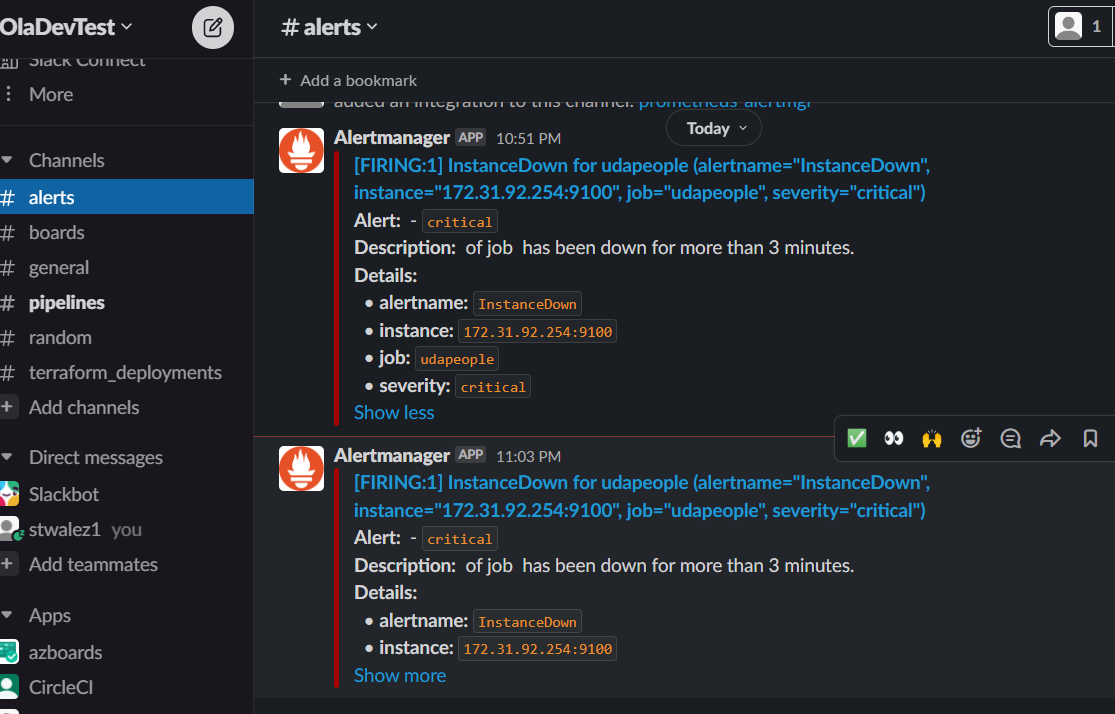 OlaDevTest
# alerts
1
Slack Connect
More
+ Add a bookmark
added an integration to this channel: prometheus-alertmgr
Today
Channels
# alerts
# boards
# general
# pipelines
# random
# terraform_deployments
+ Add channels
Direct messages
Slackbot
stwalez1 you
+ Add teammates
Apps
azboards
CircleCI
Alertmanager APP 10:51 PM
[FIRING:1] InstanceDown for udapeople (alertname="InstanceDown",
instance="172.31.92.254:9100", job="udapeople", severity="critical")
Alert: - critical
Description: of job has been down for more than 3 minutes.
Details:
• alertname: InstanceDown
• instance: 172.31.92.254:9100
• job: udapeople
• severity: critical
Show less
Alertmanager APP 11:03 PM
[FIRING:1] InstanceDown for udapeople (alertname="InstanceDown",
instance="172.31.92.254:9100", job="udapeople", severity="critical")
Alert: - critical
Description: of job has been down for more than 3 minutes.
Details:
• alertname: InstanceDown
• instance: 172.31.92.254:9100
Show more